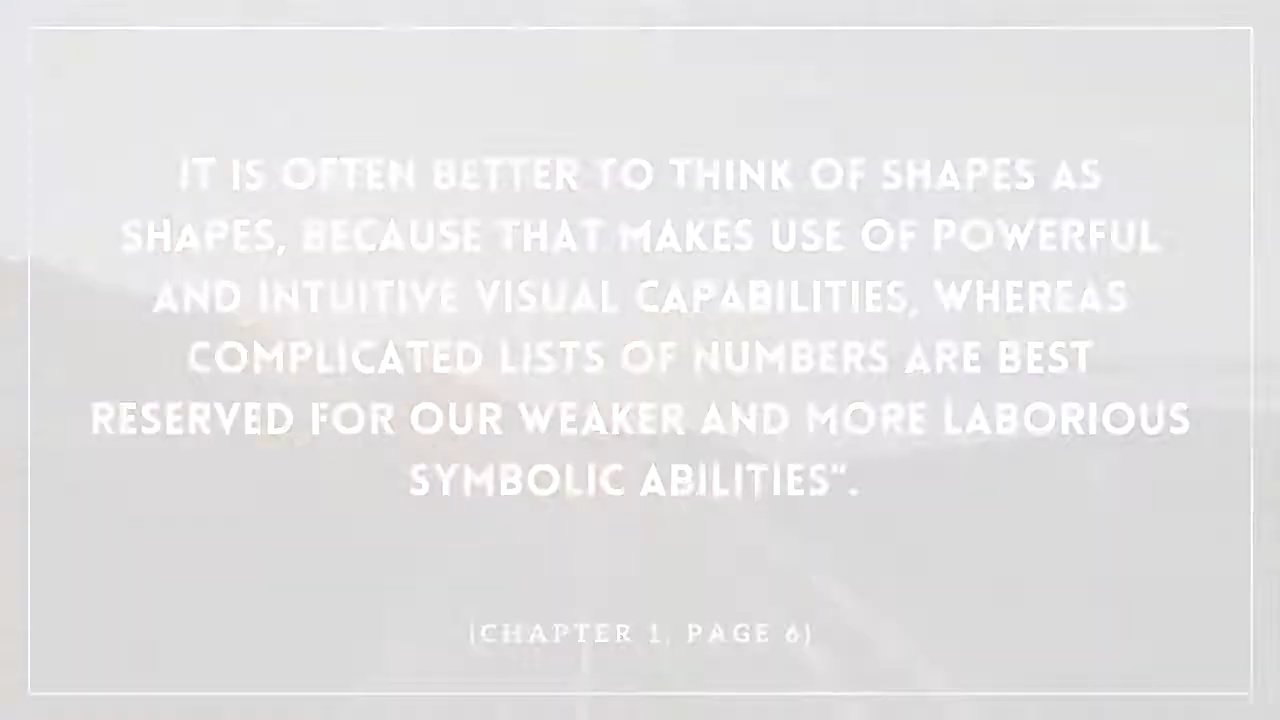 IT IS OFTEN BETTER TO THINK OF SHAPES AS
SHAPES, BECAUSE THAT MAKES USE OF POWERFUL
AND INTUITIVE VISUAL CAPABILITIES, WHEREAS
COMPLICATED LISTS OF NUMBERS ARE BEST
RESERVED FOR OUR WEAKER AND MORE LABORIOUS
SYMBOLIC ABILITIES”.
(CHAPTER 1, PAGE 6)